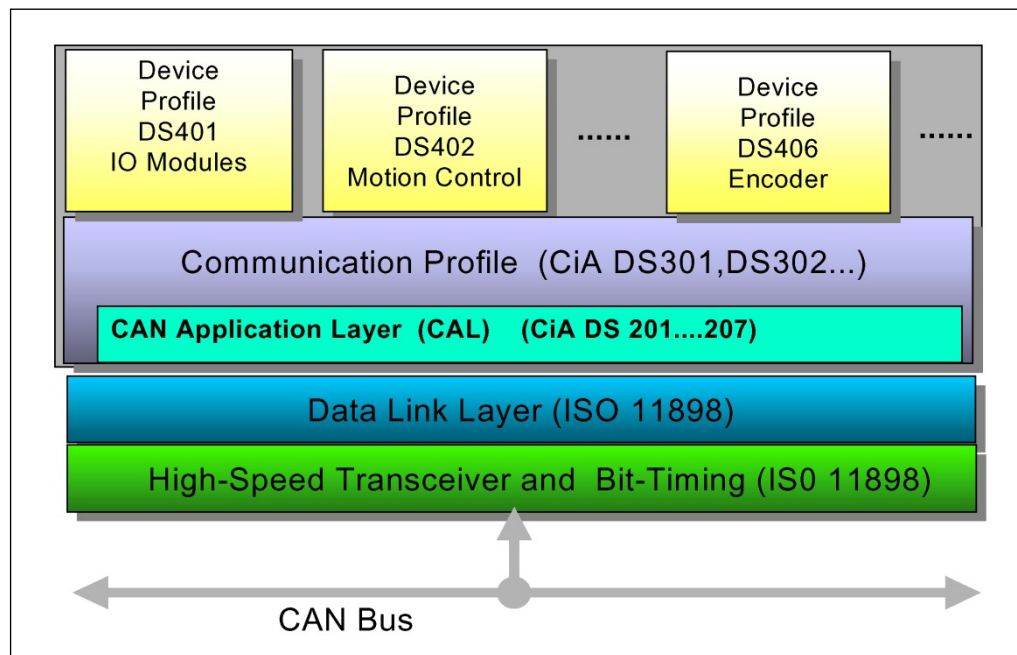 Device
Profile
DS401
IO Modules
Device
Profile
DS402
Motion Control
......
Device
Profile
DS406
Encoder
......
Communication Profile (CiA DS301,DS302...)
CAN Application Layer (CAL) (CiA DS 201....207)
Data Link Layer (ISO 11898)
High-Speed Transceiver and Bit-Timing (IS0 11898)
CAN Bus